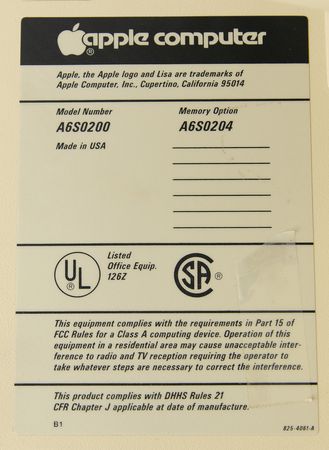 apple computer
®
Apple, the Apple logo and Lisa are trademarks of
Apple Computer, Inc., Cupertino, California 95014
Model Number
A6S0200
Made in USA
Memory Option
A6S0204
UL
®
Listed
Office Equip.
126Z
SA
®
This equipment complies with the requirements in Part 15 of
FCC Rules for a Class A computing device. Operation of this
equipment in a residential area may cause unacceptable inter-
ference to radio and TV reception requiring the operator to
take whatever steps are necessary to correct the interference.
This product complies with DHHS Rules 21
CFR Chapter J applicable at date of manufacture.
B1
825-4061-A